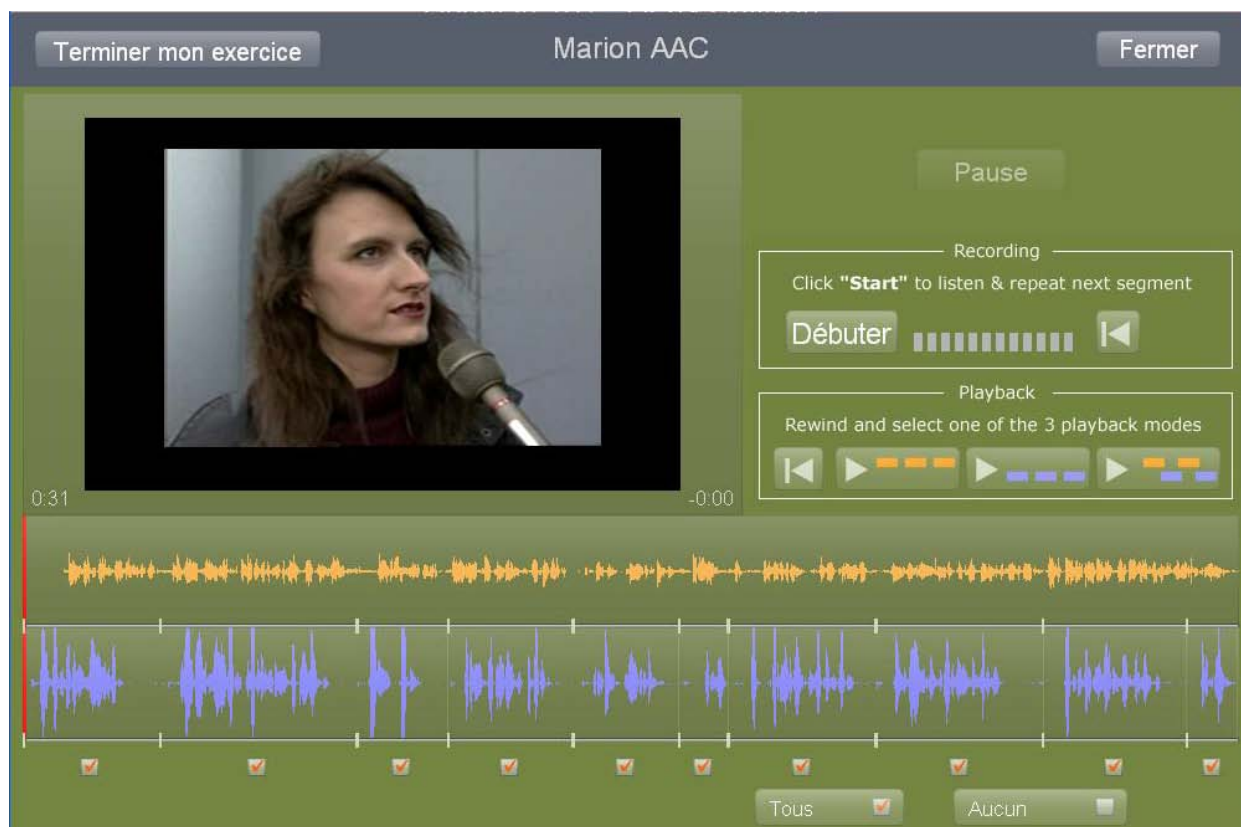 Terminer mon exercice
Marion AAC
Fermer
Pause
Recording
Click "Start" to listen & repeat next segment
Débuter
Playback
Rewind and select one of the 3 playback modes
0:31
-0:00
Tous
Aucun